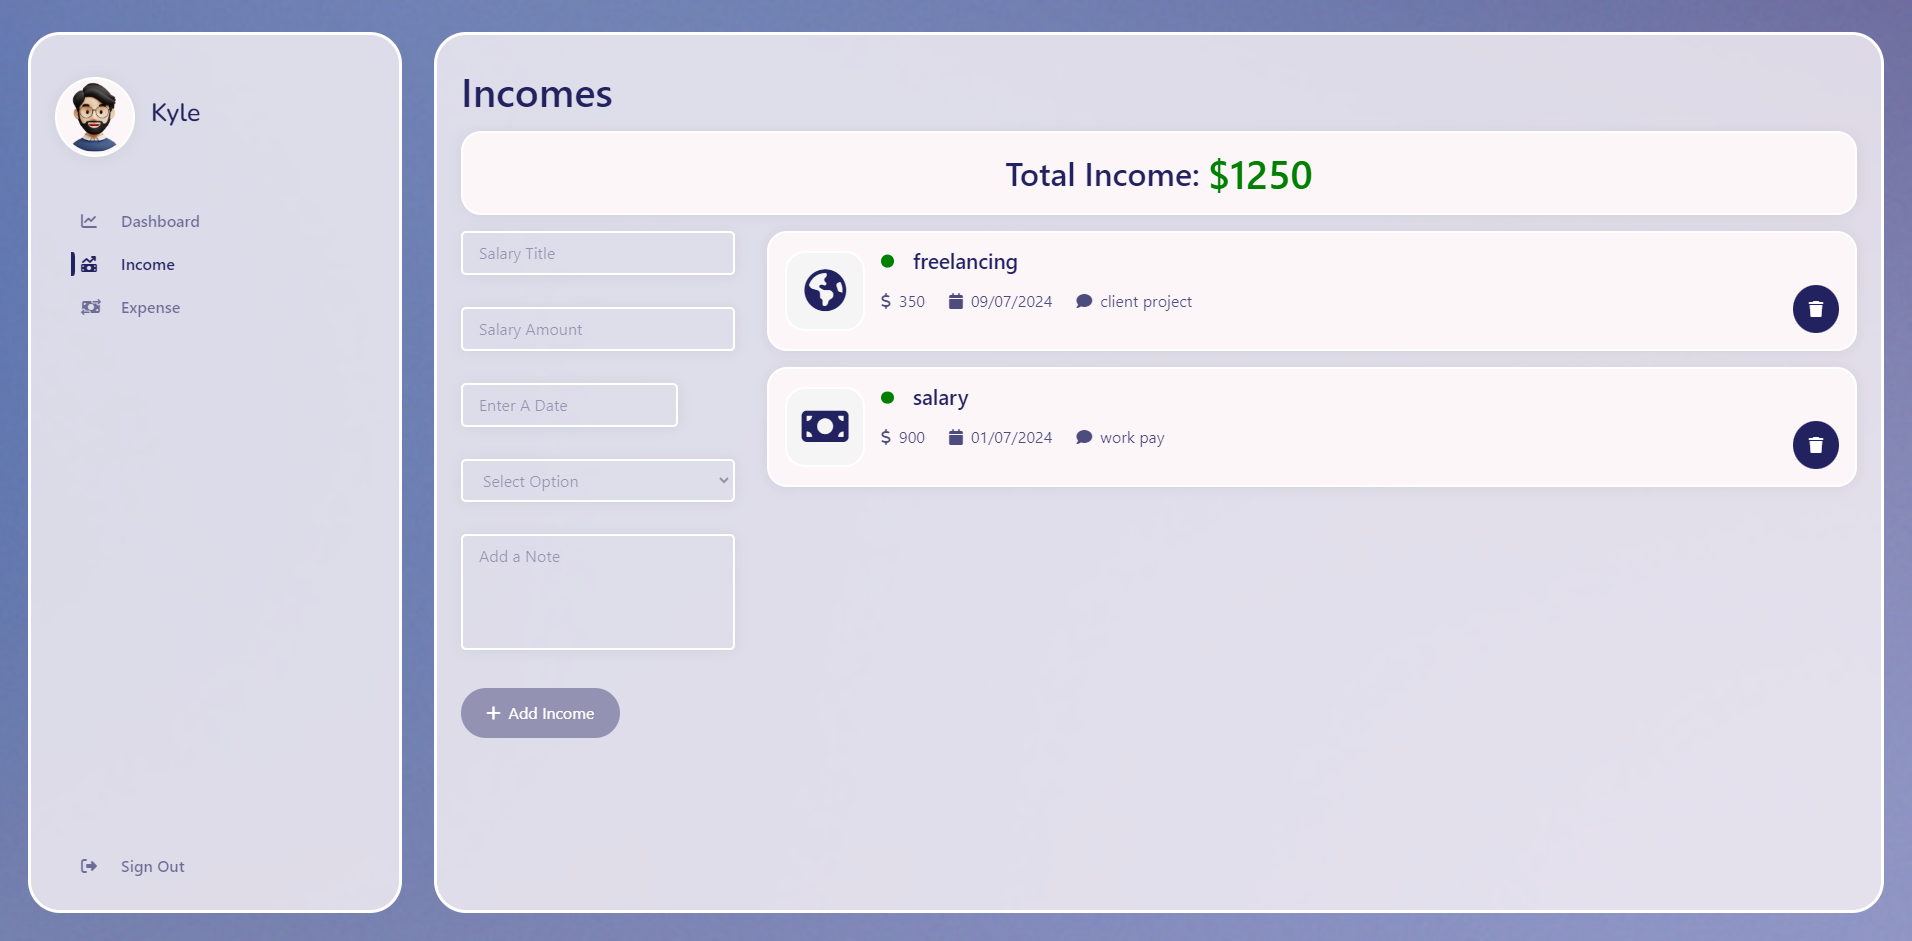 Kyle
Dashboard
Income
Expense
Sign Out
Incomes
Total Income: $1250
Salary Title
Salary Amount
Enter A Date
Select Option
Add a Note
Add Income
freelancing
$ 350 09/07/2024 client project
salary
$ 900 01/07/2024 work pay